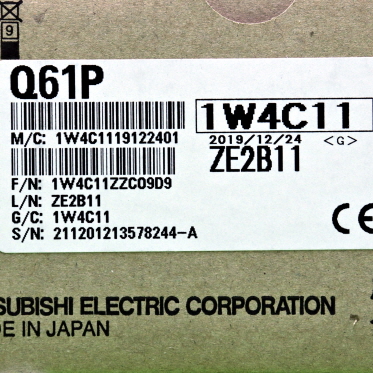 9
Q61P
1W4C11
M/C: 1W4C1119122401
2019/12/24 <G>
ZE2B11
F/N: 1W4C11ZZC09D9
L/N: ZE2B11
G/C: 1W4C11
S/N: 211201213578244-A
CE
SUBISHI ELECTRIC CORPORATION
DE IN JAPAN